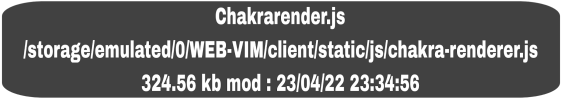 Chakrarender.js
/storage/emulated/0/WEB-VIM/client/static/js/chakra-renderer.js
324.56 kb mod : 23/04/22 23:34:56